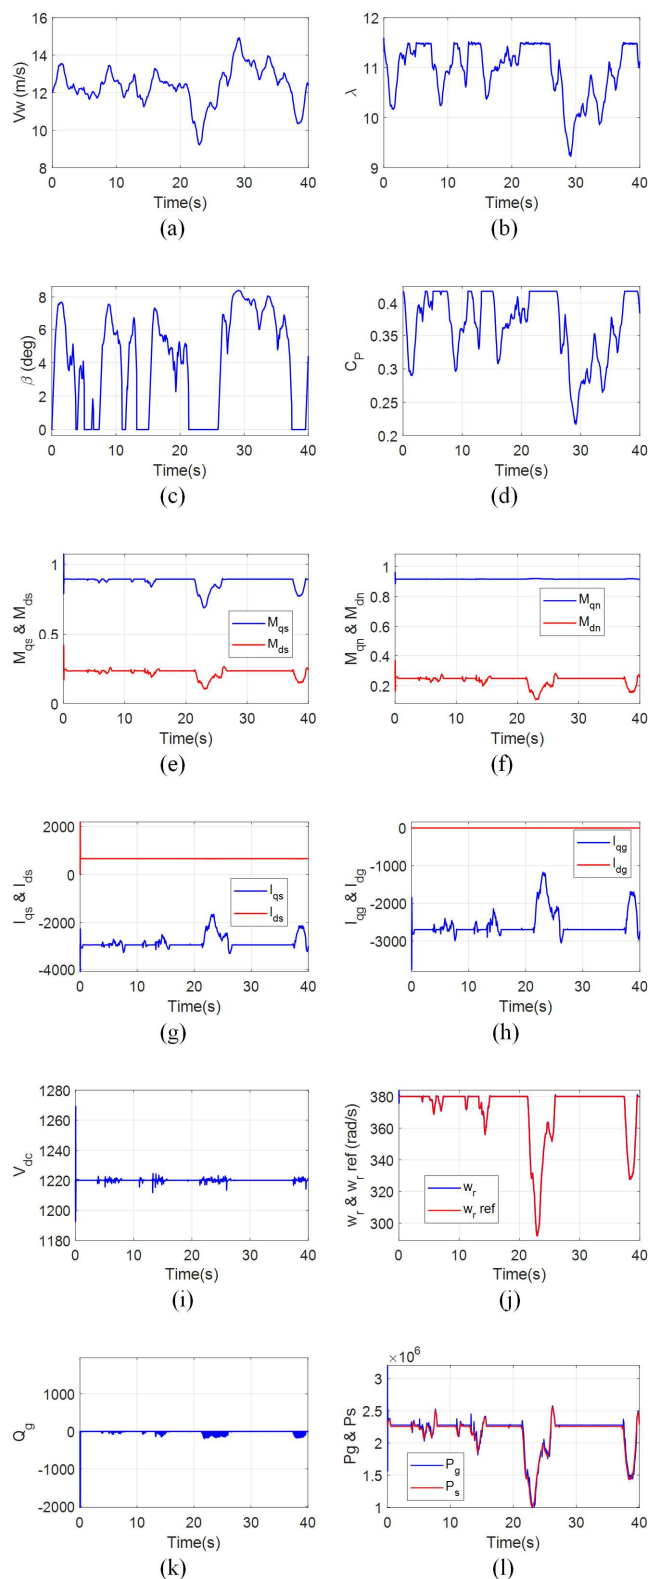 16
14
12
10
8
Vw (m/s)
0 10 20 30 40
Time(s)
(a)
11
10
9
λ
0 10 20 30 40
Time(s)
(b)
8
6
4
2
0
β (deg)
0 10 20 30 40
Time(s)
(c)
0.4
0.35
0.3
0.25
0.2
C_P
0 10 20 30 40
Time(s)
(d)
1
0.5
0
M_qs & M_ds
M_qs
M_ds
0 10 20 30 40
Time(s)
(e)
1
0.8
0.6
0.4
0.2
M_qn & M_dn
M_qn
M_dn
0 10 20 30 40
Time(s)
(f)
2000
0
-2000
-4000
I_qs & I_ds
I_qs
I_ds
0 10 20 30 40
Time(s)
(g)
0
-1000
-2000
-3000
I_qg & I_dg
I_qg
I_dg
0 10 20 30 40
Time(s)
(h)
1280
1260
1240
1220
1200
1180
V_dc
0 10 20 30 40
Time(s)
(i)
380
360
340
320
300
w_r & w_r ref (rad/s)
w_r
w_r ref
0 10 20 30 40
Time(s)
(j)
1000
0
-1000
-2000
Q_g
0 10 20 30 40
Time(s)
(k)
×10^6
3
2.5
2
1.5
1
Pg & Ps
P_g
P_s
0 10 20 30 40
Time(s)
(l)